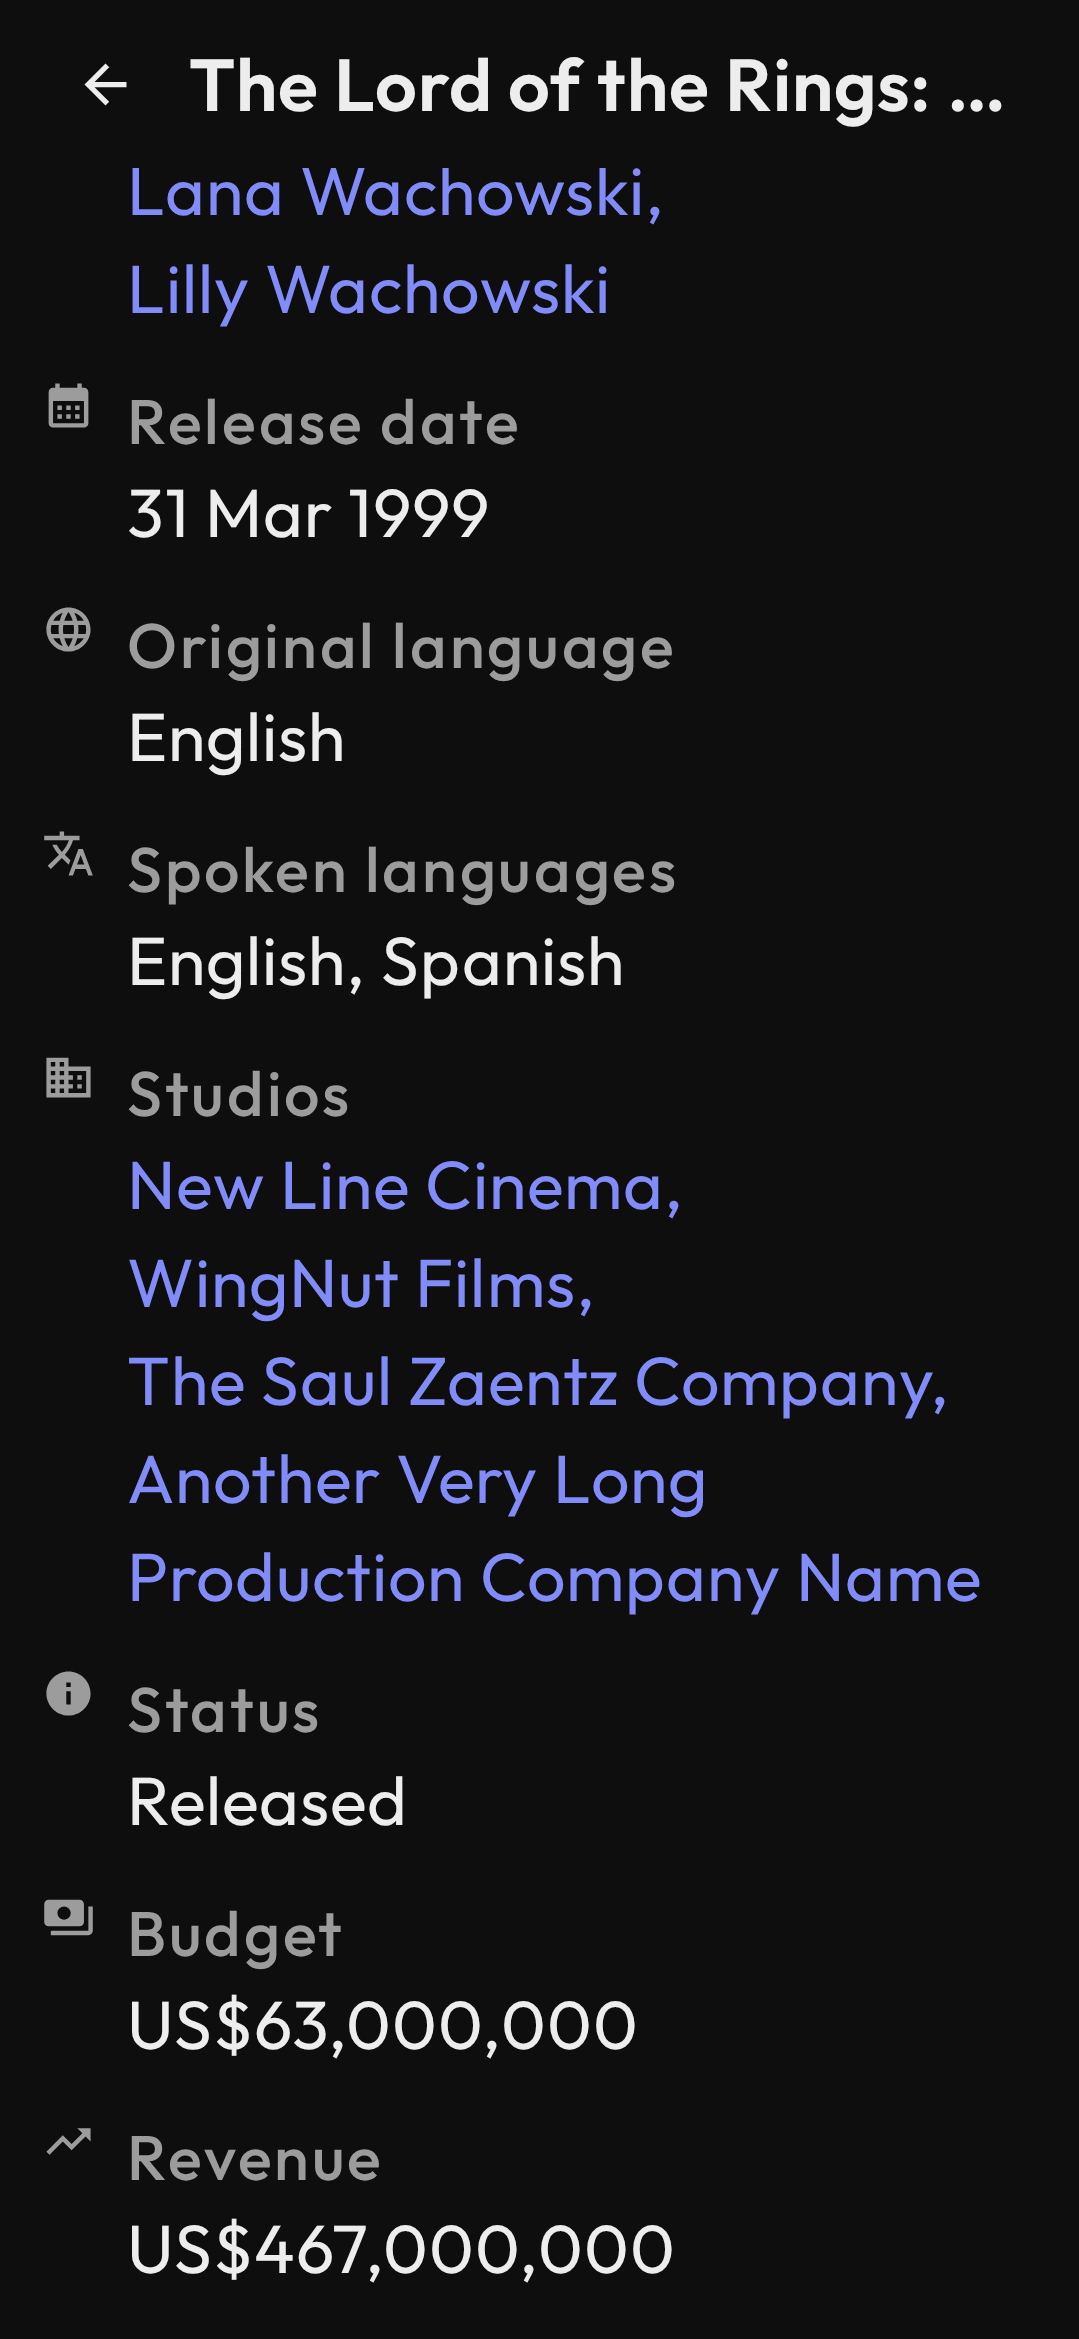 The Lord of the Rings: ...
Lana Wachowski,
Lilly Wachowski
Release date
31 Mar 1999
Original language
English
Spoken languages
English, Spanish
Studios
New Line Cinema,
WingNut Films,
The Saul Zaentz Company,
Another Very Long
Production Company Name
Status
Released
Budget
US$63,000,000
Revenue
US$467,000,000